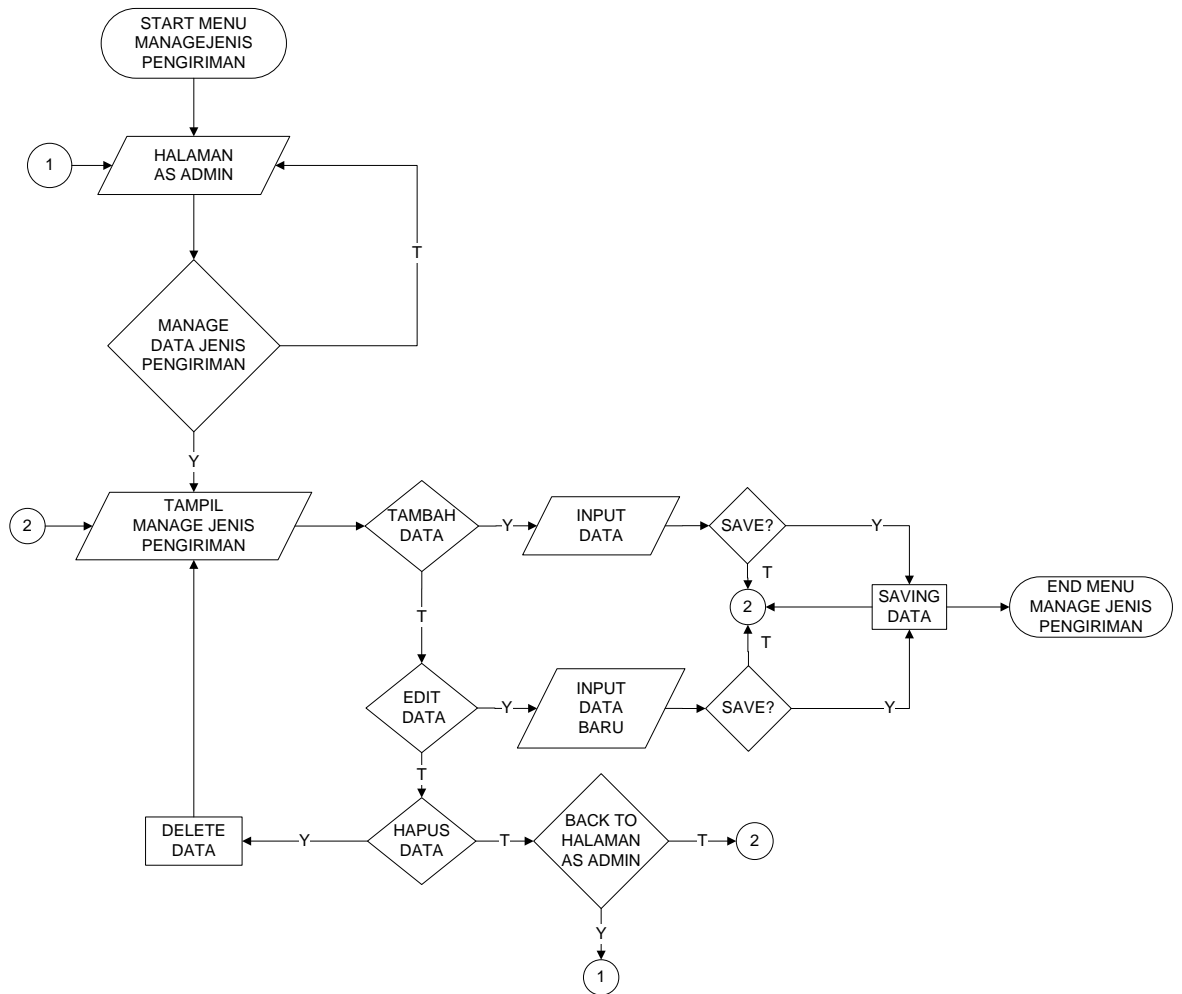 START MENU
MANAGEJENIS
PENGIRIMAN
1
HALAMAN
AS ADMIN
T
MANAGE
DATA JENIS
PENGIRIMAN
Y
2
TAMPIL
MANAGE JENIS
PENGIRIMAN
TAMBAH
DATA
Y
INPUT
DATA
SAVE?
Y
T
T
2
SAVING
DATA
END MENU
MANAGE JENIS
PENGIRIMAN
T
EDIT
DATA
Y
INPUT
DATA
BARU
SAVE?
Y
T
DELETE
DATA
Y
HAPUS
DATA
T
BACK TO
HALAMAN
AS ADMIN
T
2
Y
1